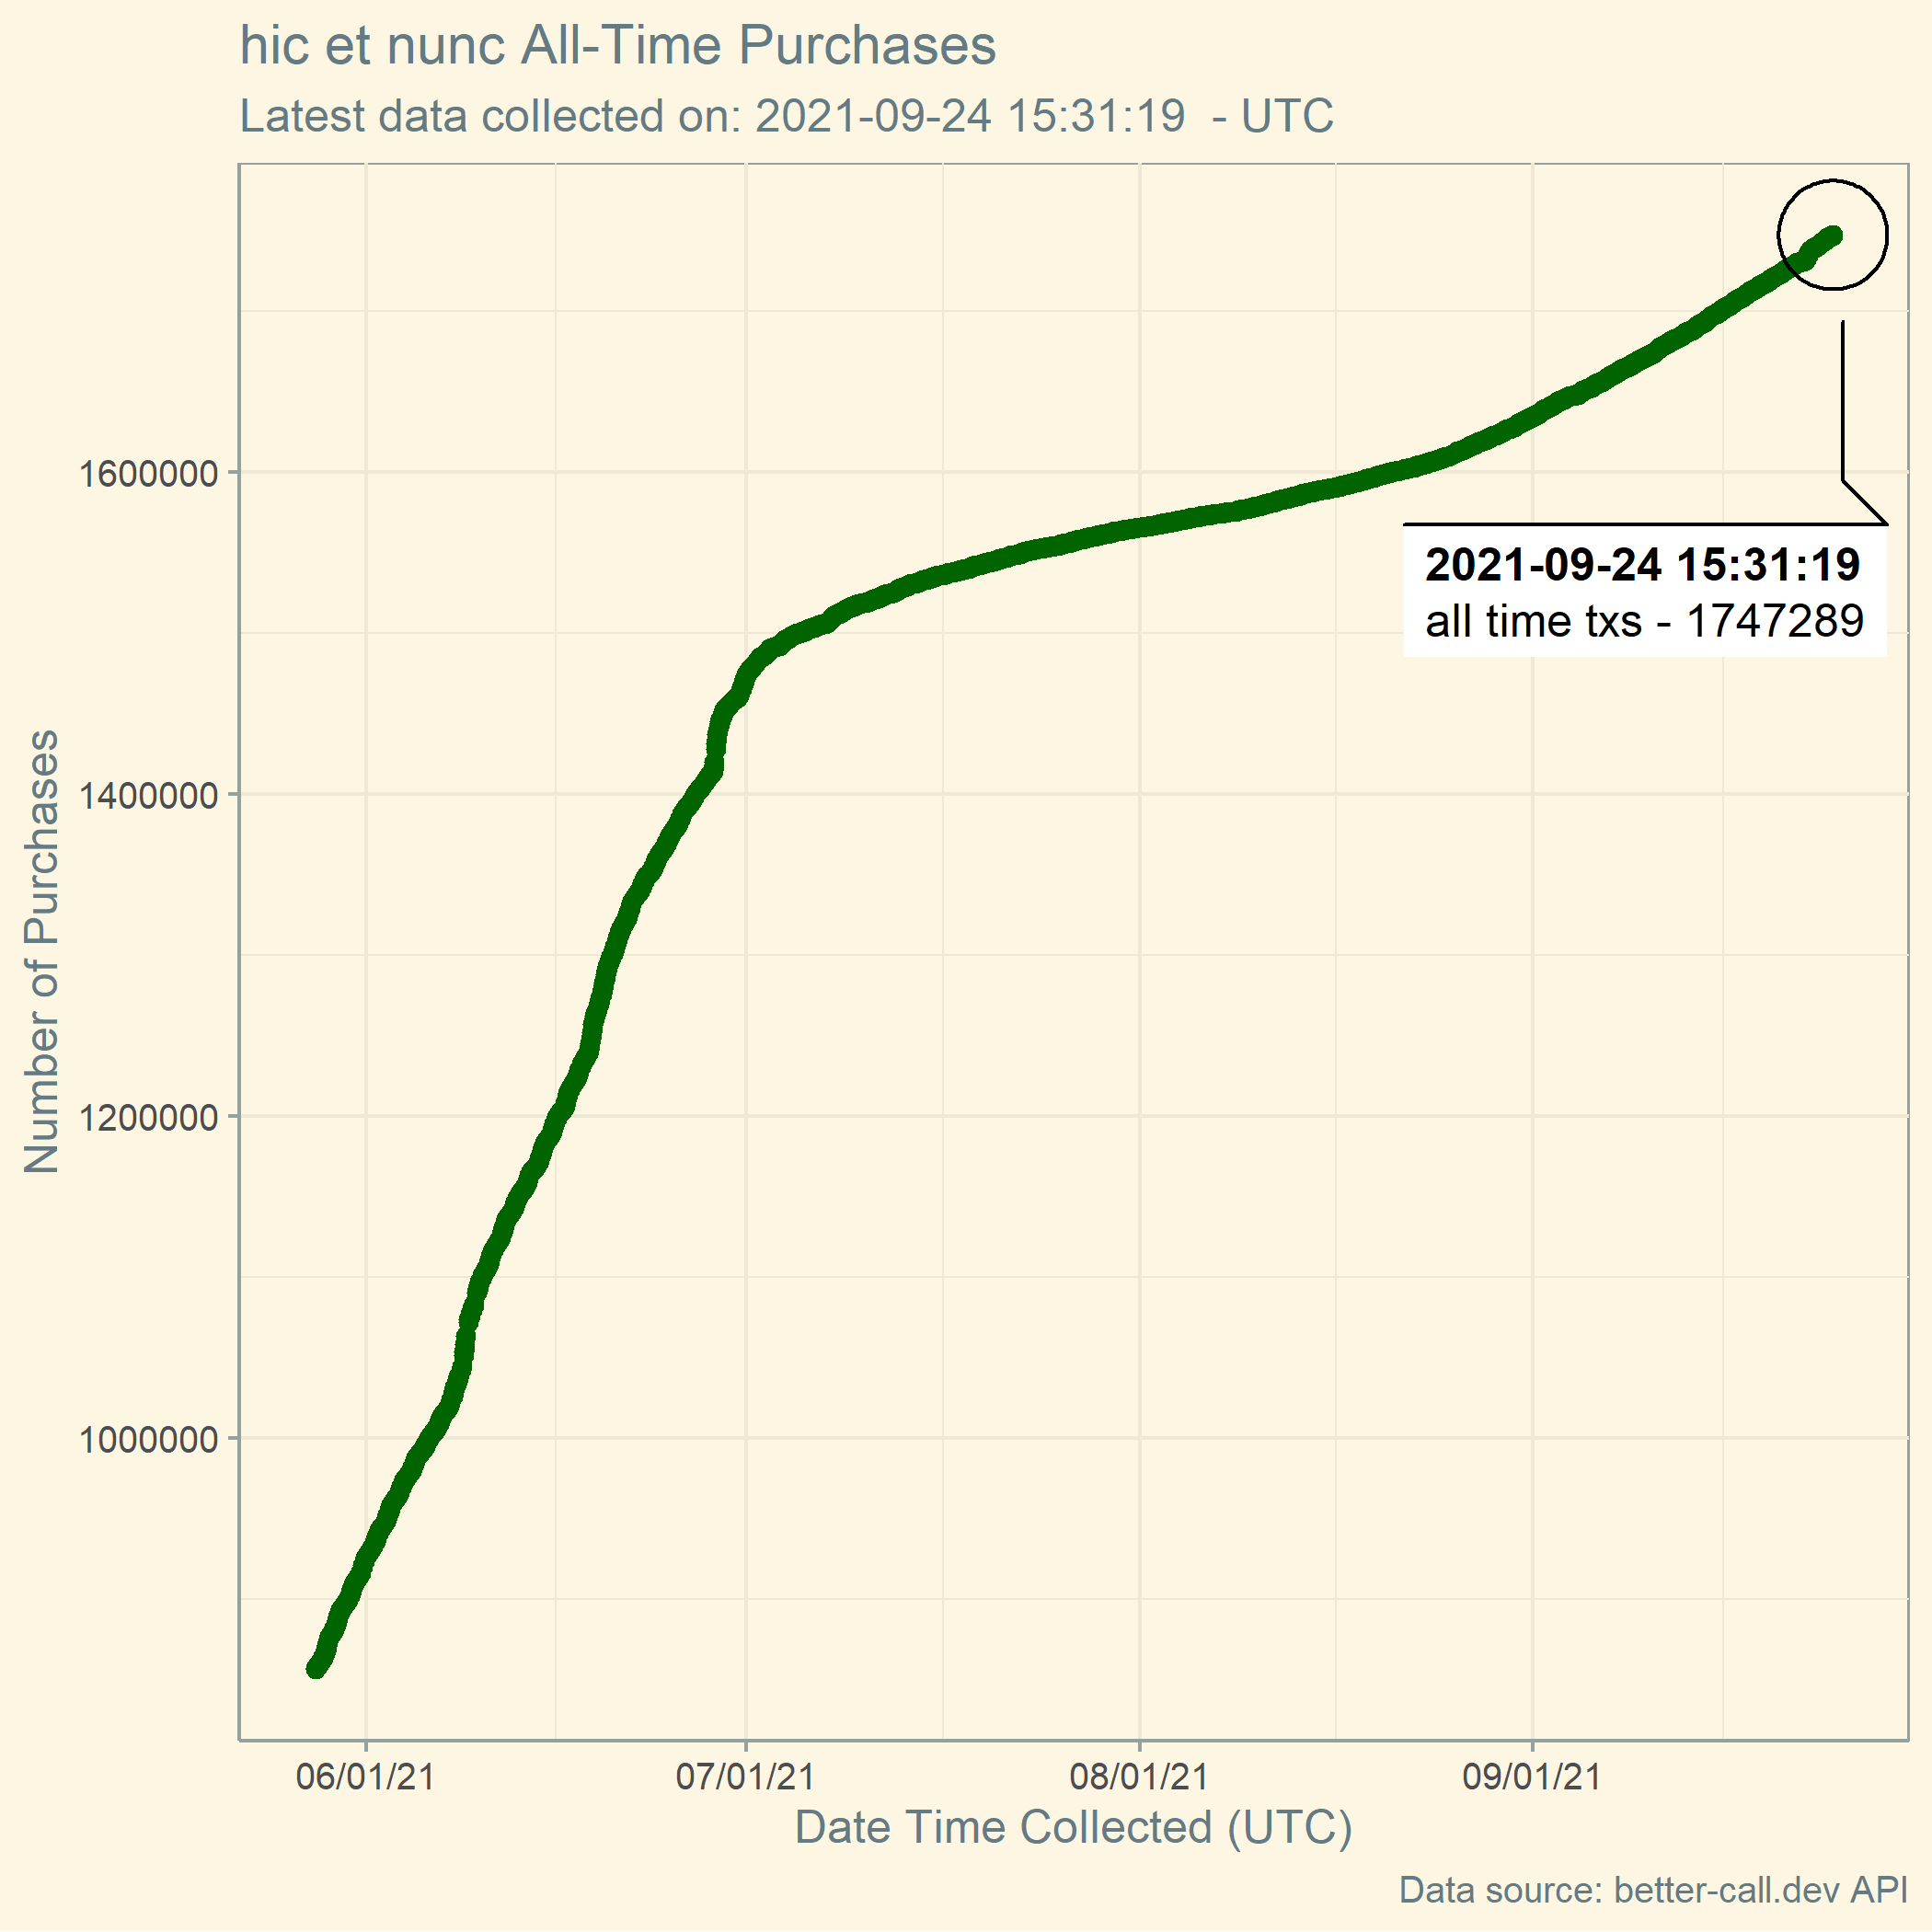 hic et nunc All-Time Purchases
Latest data collected on: 2021-09-24 15:31:19  - UTC
Number of Purchases
1600000
1400000
1200000
1000000
2021-09-24 15:31:19
all time txs - 1747289
06/01/21 07/01/21 08/01/21 09/01/21
Date Time Collected (UTC)
Data source: better-call.dev API